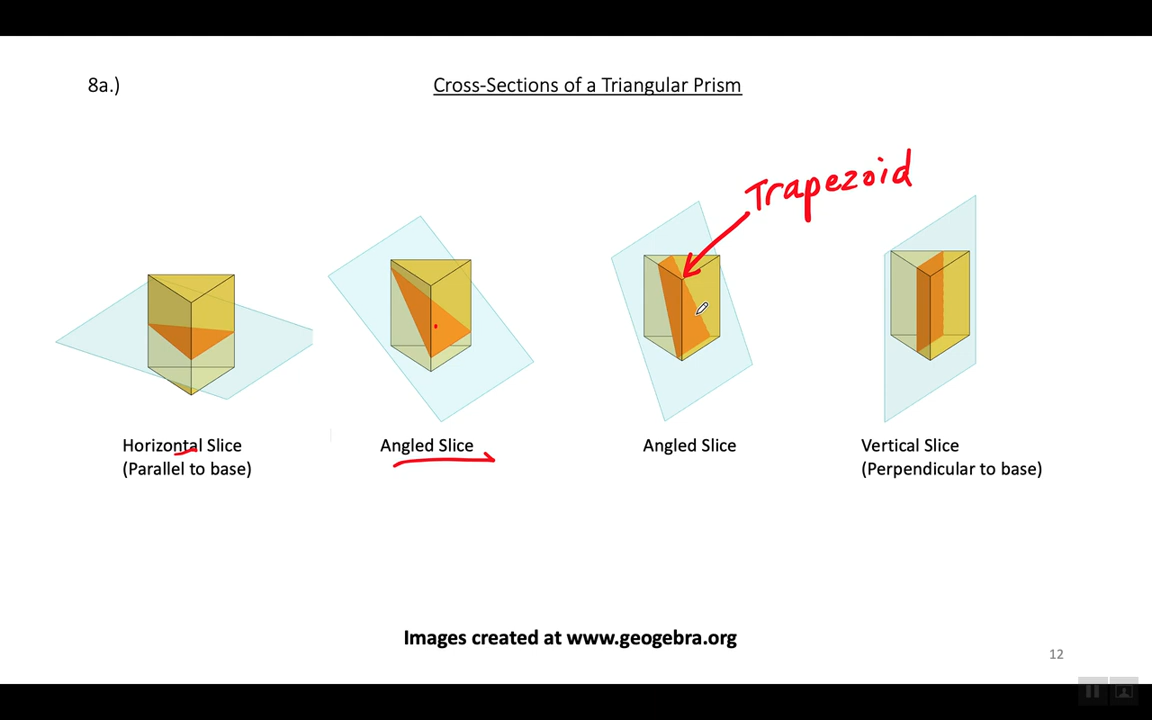 8a.)
Cross-Sections of a Triangular Prism
Trapezoid
Horizontal Slice
(Parallel to base)
Angled Slice
Angled Slice
Vertical Slice
(Perpendicular to base)
Images created at www.geogebra.org
12